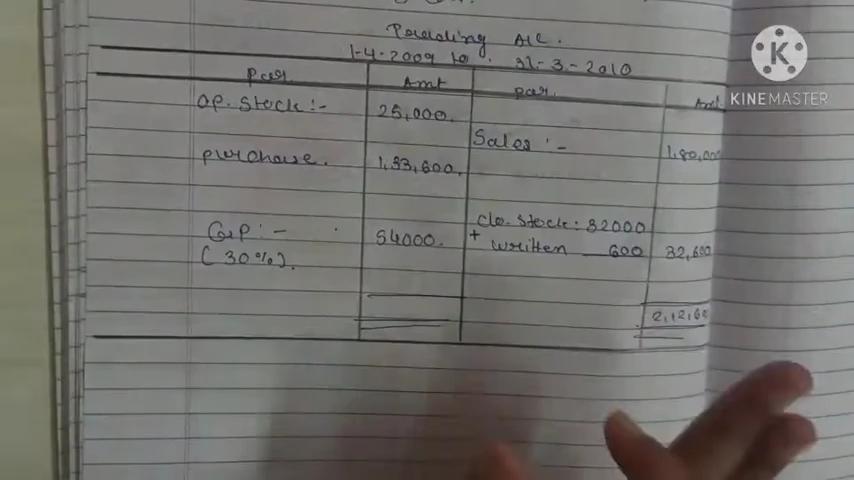 Trading A/c.
1-4-2009 to. 31-3-2010
par. Amt par. Amt
op. Stock :- 25,000.
Sales :- 1,80,000
purchase. 1,33,600.
clo. Stock : 32000
G.P :- 54000. + written 600 32,600
(30%).
2,12,600
K
KINEMASTER